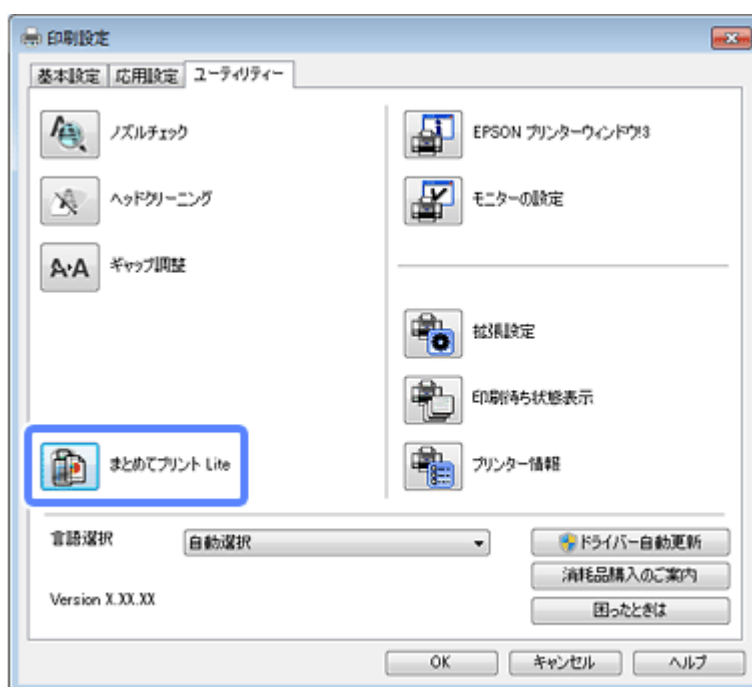 印刷設定
基本設定 応用設定 ユーティリティー
ノズルチェック
ヘッドクリーニング
A▸A ギャップ調整
まとめてプリント Lite
EPSON プリンターウィンドウ!3
モニターの設定
拡張設定
印刷待ち状態表示
プリンター情報
言語選択 自動選択
Version X.XX.XX
ドライバー自動更新
消耗品購入のご案内
困ったときは
OK キャンセル ヘルプ